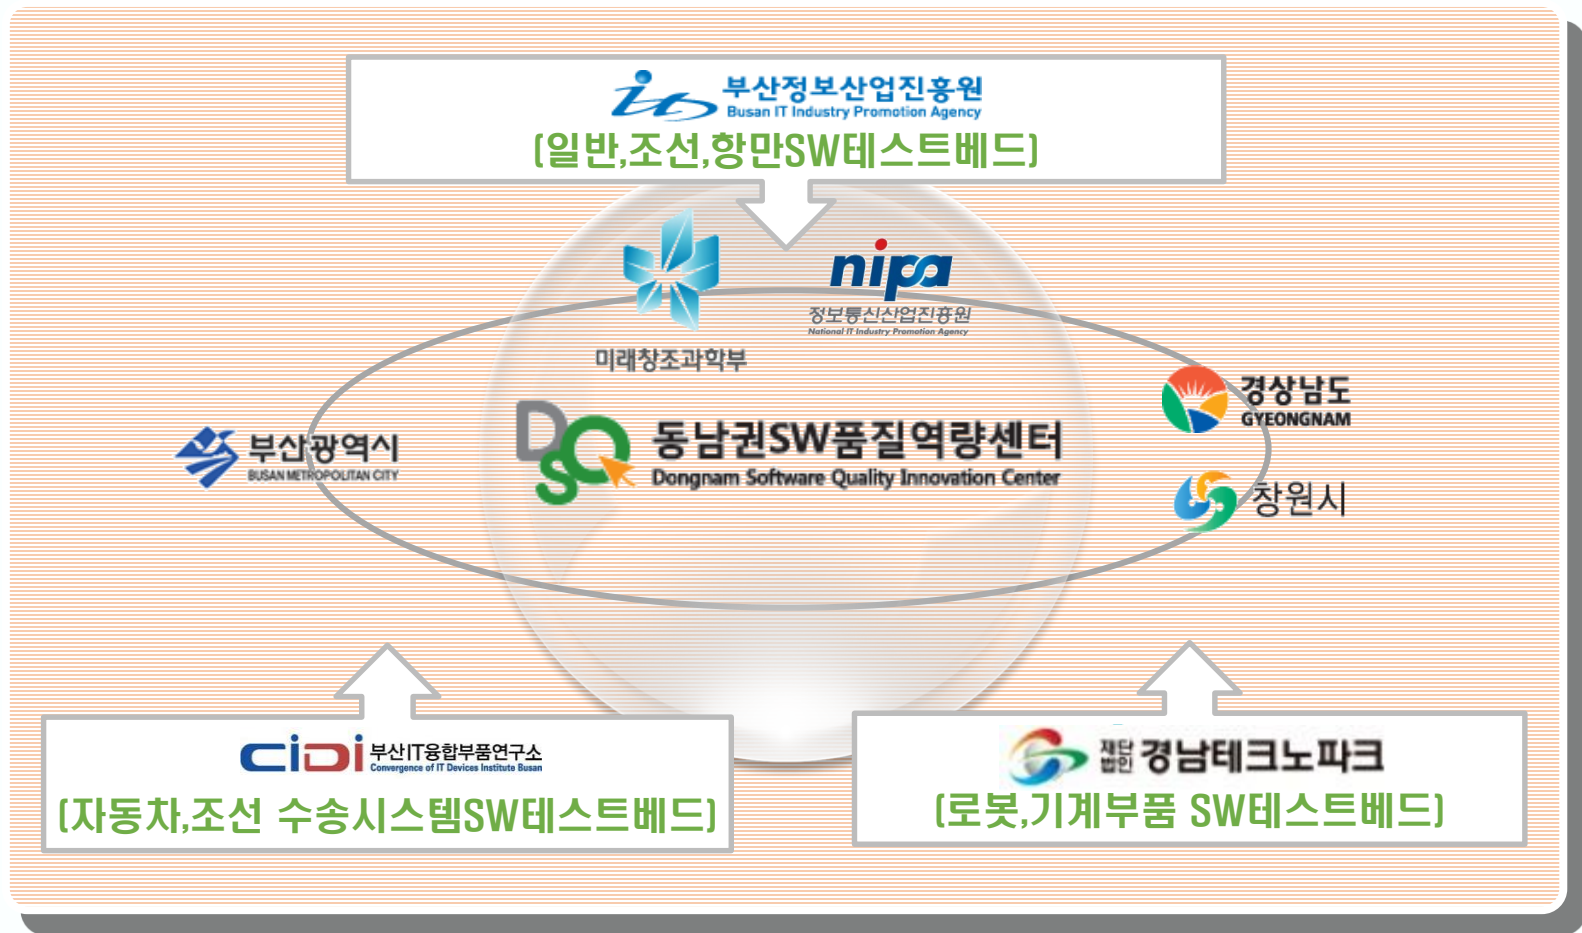 부산정보산업진흥원
Busan IT Industry Promotion Agency
(일반,조선,항만SW테스트베드)
nipa
정보통신산업진흥원
National IT Industry Promotion Agency
미래창조과학부
경상남도
GYEONGNAM
부산광역시
BUSAN METROPOLITAN CITY
DSQ
동남권SW품질역량센터
Dongnam Software Quality Innovation Center
창원시
CIDI 부산IT융합부품연구소
Convergence of IT Devices Institute Busan
(자동차,조선 수송시스템SW테스트베드)
재단법인 경남테크노파크
(로봇,기계부품 SW테스트베드)